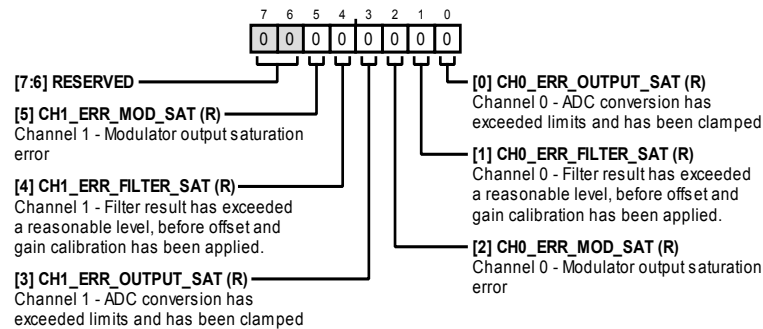 7 6 5 4 3 2 1 0
0 0 0 0 0 0 0 0
[7:6] RESERVED
[5] CH1_ERR_MOD_SAT (R)
Channel 1 - Modulator output saturation
error
[4] CH1_ERR_FILTER_SAT (R)
Channel 1 - Filter result has exceeded
a reasonable level, before offset and
gain calibration has been applied.
[3] CH1_ERR_OUTPUT_SAT (R)
Channel 1 - ADC conversion has
exceeded limits and has been clamped
[0] CH0_ERR_OUTPUT_SAT (R)
Channel 0 - ADC conversion has
exceeded limits and has been clamped
[1] CH0_ERR_FILTER_SAT (R)
Channel 0 - Filter result has exceeded
a reasonable level, before offset and
gain calibration has been applied.
[2] CH0_ERR_MOD_SAT (R)
Channel 0 - Modulator output saturation
error